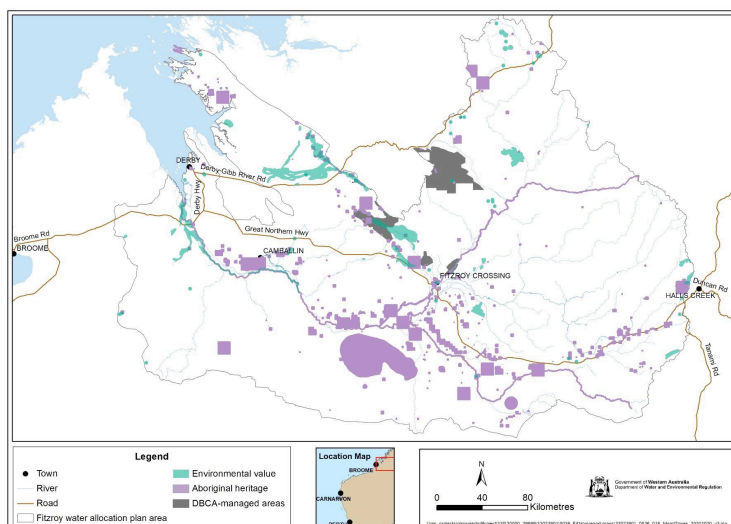 DERBY
Derby-Gibb River Rd
Derby Hwy
Great Northern Hwy
Broome Rd
BROOME
CAMBALLIN
FITZROY CROSSING
Duncan Rd
HALLS CREEK
Tanami Rd
Legend
Town
River
Road
Fitzroy water allocation plan area
Environmental value
Aboriginal heritage
DBCA-managed areas
Location Map
BROOME
CARNARVON
N
0 40 80
Kilometres
Government of Western Australia
Department of Water and Environmental Regulation